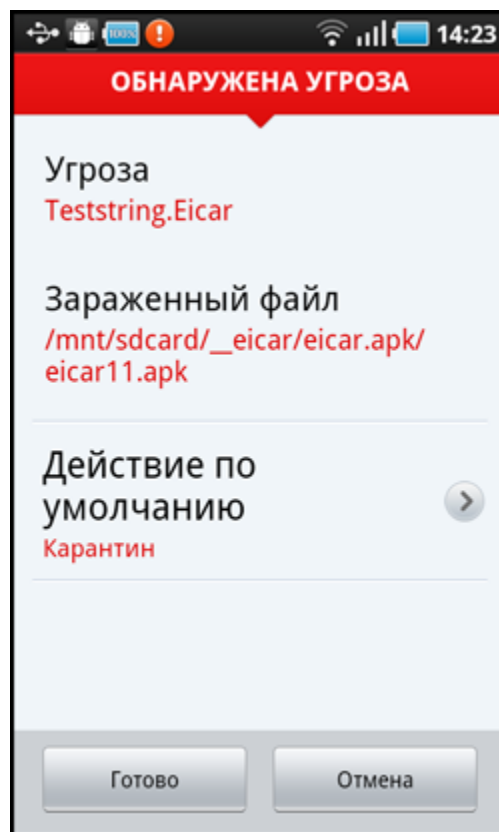 100% 14:23
ОБНАРУЖЕНА УГРОЗА
Угроза
Teststring.Eicar
Зараженный файл
/mnt/sdcard/__eicar/eicar.apk/
eicar11.apk
Действие по
умолчанию
Карантин
Готово Отмена